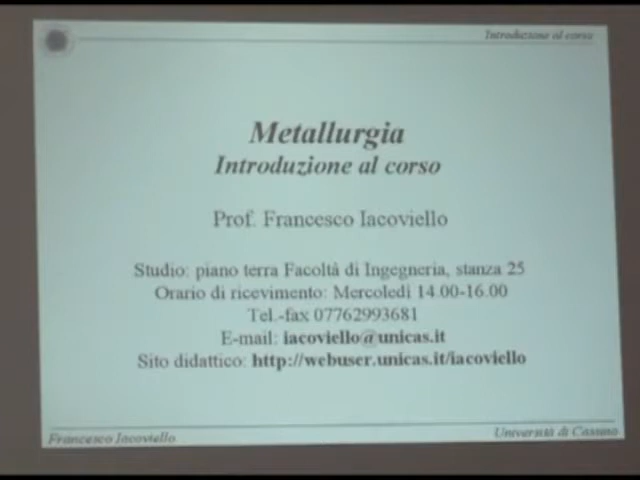 Introduzione al corso
Metallurgia
Introduzione al corso
Prof. Francesco Iacoviello
Studio: piano terra Facoltà di Ingegneria, stanza 25
Orario di ricevimento: Mercoledì 14.00-16.00
Tel.-fax 07762993681
E-mail: iacoviello@unicas.it
Sito didattico: http://webuser.unicas.it/iacoviello
Francesco Iacoviello
Università di Cassino